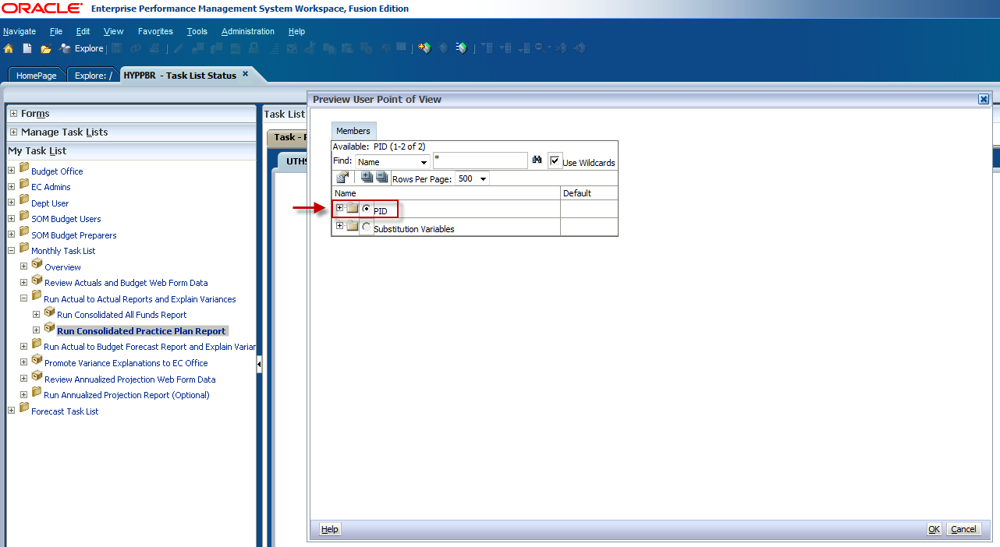 ORACLE Enterprise Performance Management System Workspace, Fusion Edition
Navigate File Edit View Favorites Tools Administration Help
Explore
HomePage Explore: / HYPPBR - Task List Status
Preview User Point of View
Forms
Manage Task Lists
My Task List
Budget Office
EC Admins
Dept User
SOM Budget Users
SOM Budget Preparers
Monthly Task List
Overview
Review Actuals and Budget Web Form Data
Run Actual to Actual Reports and Explain Variances
Run Consolidated All Funds Report
Run Consolidated Practice Plan Report
Run Actual to Budget Forecast Report and Explain Varian
Promote Variance Explanations to EC Office
Review Annualized Projection Web Form Data
Run Annualized Projection Report (Optional)
Forecast Task List
Task List
Task -
UTHS
Members
Available: PID (1-2 of 2)
Find: Name * Use Wildcards
Rows Per Page: 500
Name Default
PID
Substitution Variables
Help OK Cancel